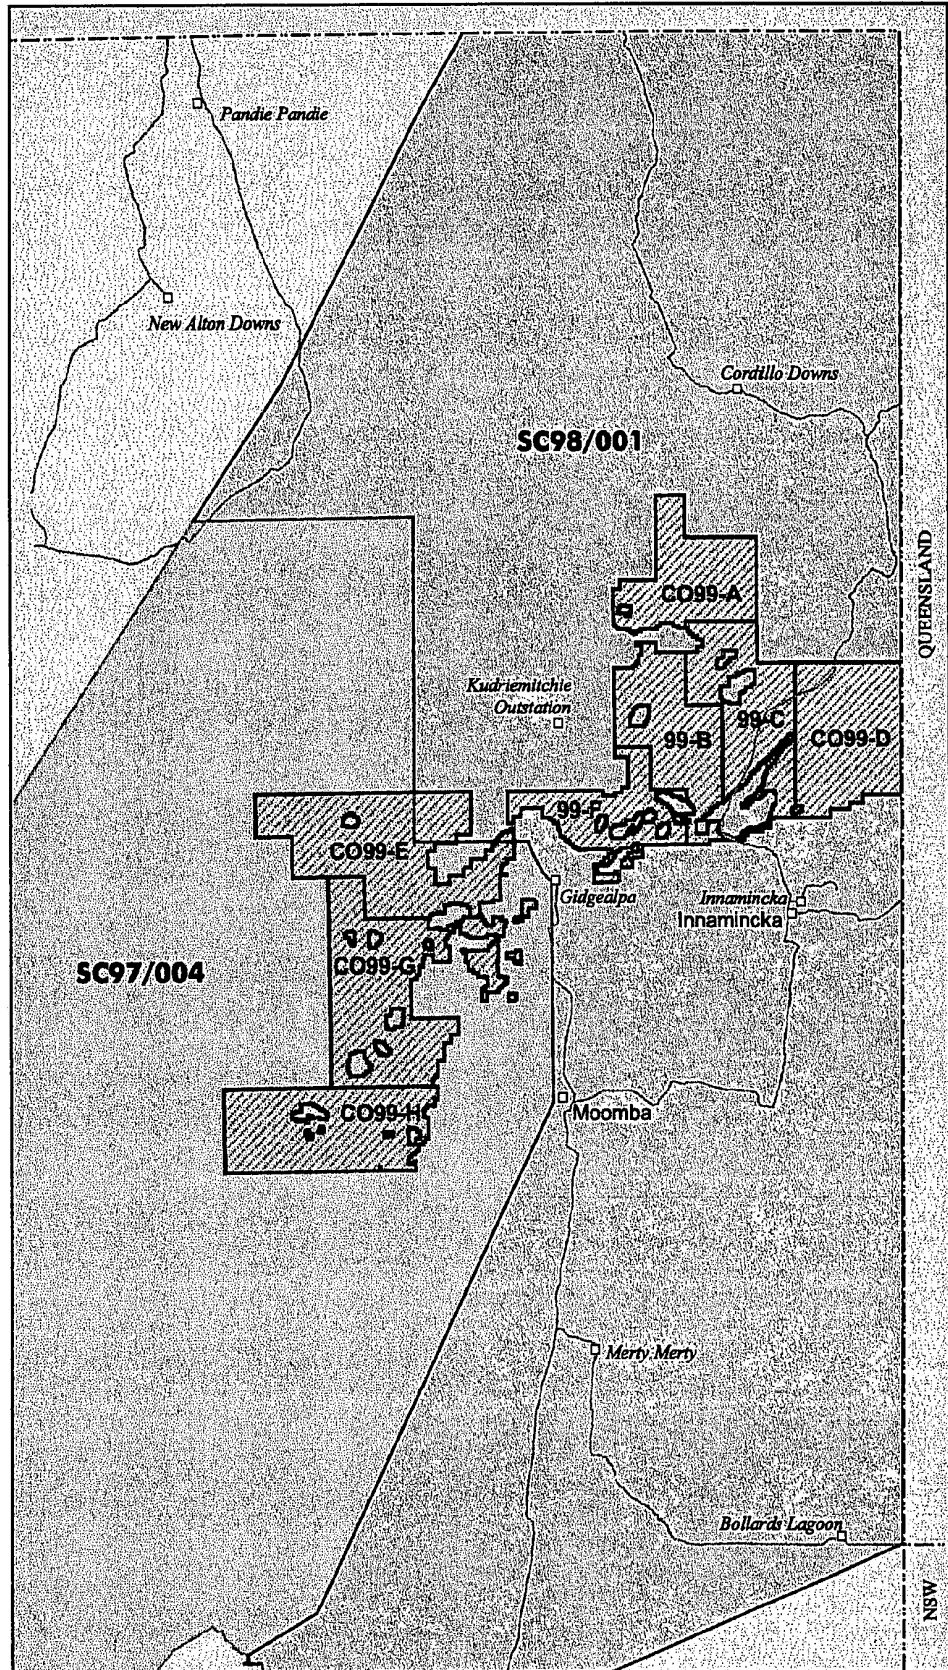 Pandie Pandie
New Alton Downs
Cordillo Downs
SC98/001
QUEENSLAND
CO99-A
Kudriemitchie
Outstation
99-B
99-C
CO99-D
99-F
CO99-E
Gidgealpa
Innamincka
Innamincka
SC97/004
CO99-G
CO99-H
Moomba
Merty Merty
Bollards Lagoon
NSW